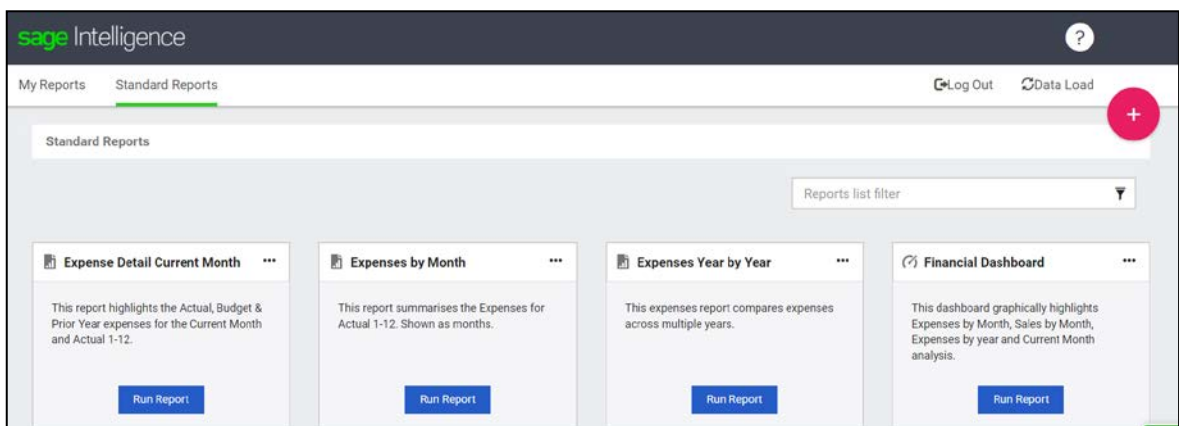 sage Intelligence
?
My Reports Standard Reports Log Out Data Load
+
Standard Reports
Reports list filter
Expense Detail Current Month ...
This report highlights the Actual, Budget &
Prior Year expenses for the Current Month
and Actual 1-12.
Run Report
Expenses by Month ...
This report summarises the Expenses for
Actual 1-12. Shown as months.
Run Report
Expenses Year by Year ...
This expenses report compares expenses
across multiple years.
Run Report
Financial Dashboard ...
This dashboard graphically highlights
Expenses by Month, Sales by Month,
Expenses by year and Current Month
analysis.
Run Report